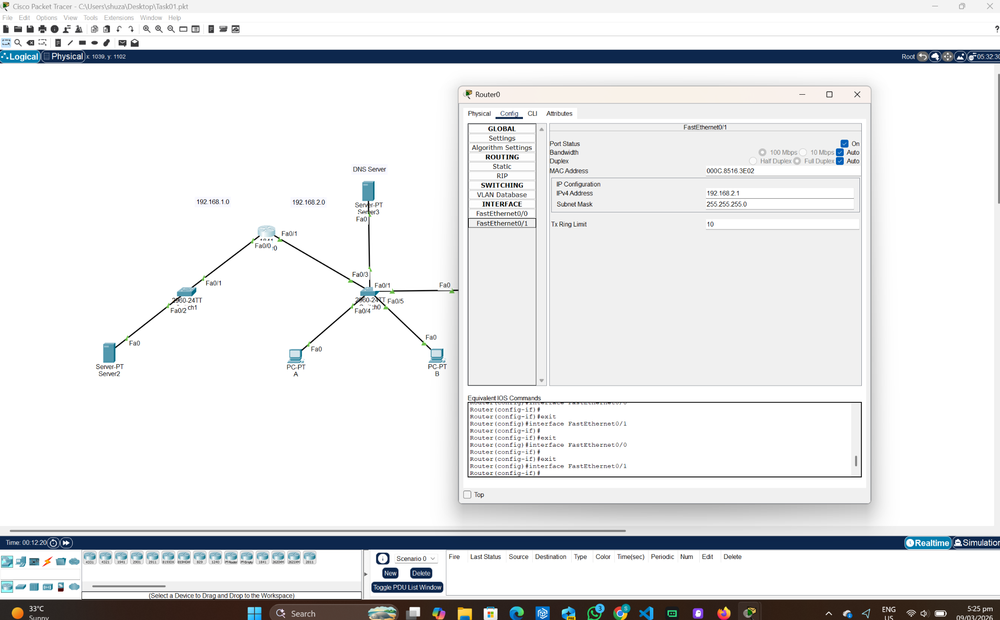 Cisco Packet Tracer - C:\Users\shuza\Desktop\Task01.pkt
File Edit Options View Tools Extensions Window Help
?
Logical Physical x: 1039, y: 1102
Root 05:32:30
DNS Server
192.168.1.0
192.168.2.0
Server-PT
Server3
Fa0
Fa0/1
1841
Fa0/0 r0
Fa0/3
Fa0/1
Fa0/1
Fa0
2960-24TT
Fa0/2 ch1
2960-24TT Fa0/5
Fa0/4 ch0
Fa0
Fa0
Fa0
Server-PT
Server2
PC-PT
A
PC-PT
B
Router0
Physical Config CLI Attributes
GLOBAL
Settings
Algorithm Settings
ROUTING
Static
RIP
SWITCHING
VLAN Database
INTERFACE
FastEthernet0/0
FastEthernet0/1
FastEthernet0/1
Port Status On
Bandwidth 100 Mbps 10 Mbps Auto
Duplex Half Duplex Full Duplex Auto
MAC Address 000C.8516.3E02
IP Configuration
IPv4 Address 192.168.2.1
Subnet Mask 255.255.255.0
Tx Ring Limit 10
Equivalent IOS Commands
Router(config)#interface FastEthernet0/0
Router(config-if)#
Router(config-if)#exit
Router(config)#interface FastEthernet0/1
Router(config-if)#
Router(config-if)#exit
Router(config)#interface FastEthernet0/0
Router(config-if)#
Router(config-if)#exit
Router(config)#interface FastEthernet0/1
Router(config-if)#
Top
Time: 00:12:20
Realtime Simulation
4331 4321 1941 2901 2911 819IOX 819HGW 829 1240 PT-Router PT-Empty 1841 2620XM 2621XM 2811
(Select a Device to Drag and Drop to the Workspace)
Scenario 0
New Delete
Toggle PDU List Window
Fire Last Status Source Destination Type Color Time(sec) Periodic Num Edit Delete
33°C
Sunny
Search
PRE
3
S
ENG
US
5:25 pm
09/03/2026